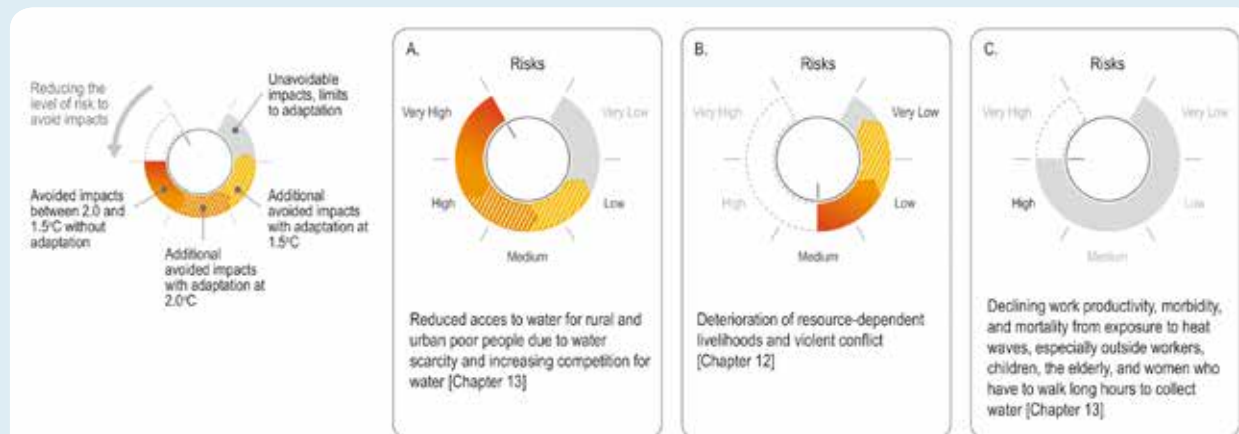 Reducing the
level of risk to
avoid impacts
Unavoidable
impacts, limits
to adaptation
Avoided impacts
between 2.0 and
1.5°C without
adaptation
Additional
avoided impacts
with adaptation at
2.0°C
Additional
avoided impacts
with adaptation at
1.5°C
A.
Risks
Very High
Very Low
High
Low
Medium
Reduced acces to water for rural and
urban poor people due to water
scarcity and increasing competition for
water [Chapter 13]
B.
Risks
Very High
Very Low
High
Low
Medium
Deterioration of resource-dependent
livelihoods and violent conflict
[Chapter 12]
C.
Risks
Very High
Very Low
High
Low
Medium
Declining work productivity, morbidity,
and mortality from exposure to heat
waves, especially outside workers,
children, the elderly, and women who
have to walk long hours to collect
water [Chapter 13]